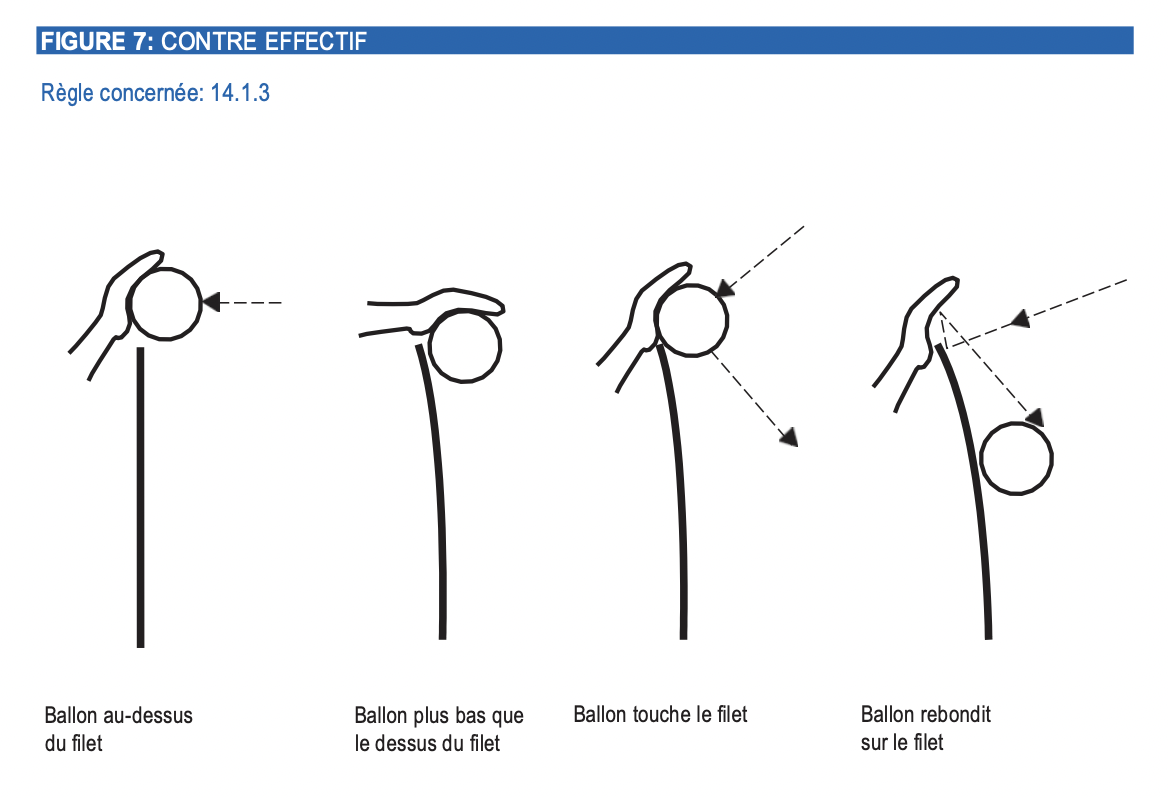 FIGURE 7: CONTRE EFFECTIF
Règle concernée: 14.1.3
Ballon au-dessus
du filet
Ballon plus bas que
le dessus du filet
Ballon touche le filet
Ballon rebondit
sur le filet